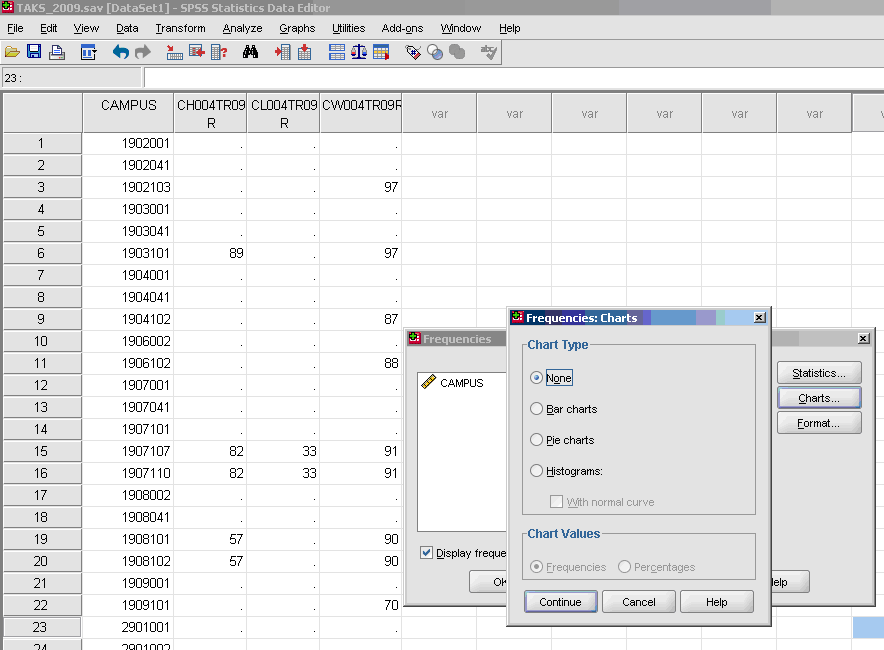 TAKS_2009.sav [DataSet1] - SPSS Statistics Data Editor
File Edit View Data Transform Analyze Graphs Utilities Add-ons Window Help
23 :
CAMPUS CH004TR09R CL004TR09R CW004TR09R var var var var var var
1 1902001 . . .
2 1902041 . . .
3 1902103 . . 97
4 1903001 . . .
5 1903041 . . .
6 1903101 89 . 97
7 1904001 . . .
8 1904041 . . .
9 1904102 . . 87
10 1906002 . . .
11 1906102 . . 88
12 1907001 . . .
13 1907041 . . .
14 1907101 . . .
15 1907107 82 33 91
16 1907110 82 33 91
17 1908002 . . .
18 1908041 . . .
19 1908101 57 . 90
20 1908102 57 . 90
21 1909001 . . .
22 1909101 . . 70
23 2901001 . . .
24 2901002
Frequencies
CAMPUS
Statistics...
Charts...
Format...
Display freque
OK
elp
Frequencies: Charts
Chart Type
None
Bar charts
Pie charts
Histograms:
With normal curve
Chart Values
Frequencies Percentages
Continue Cancel Help